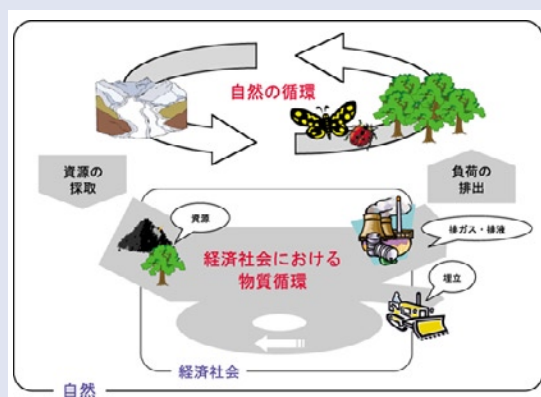 自然の循環
資源の
採取
負荷の
排出
資源
排ガス・排液
経済社会における
物質循環
埋立
経済社会
自然